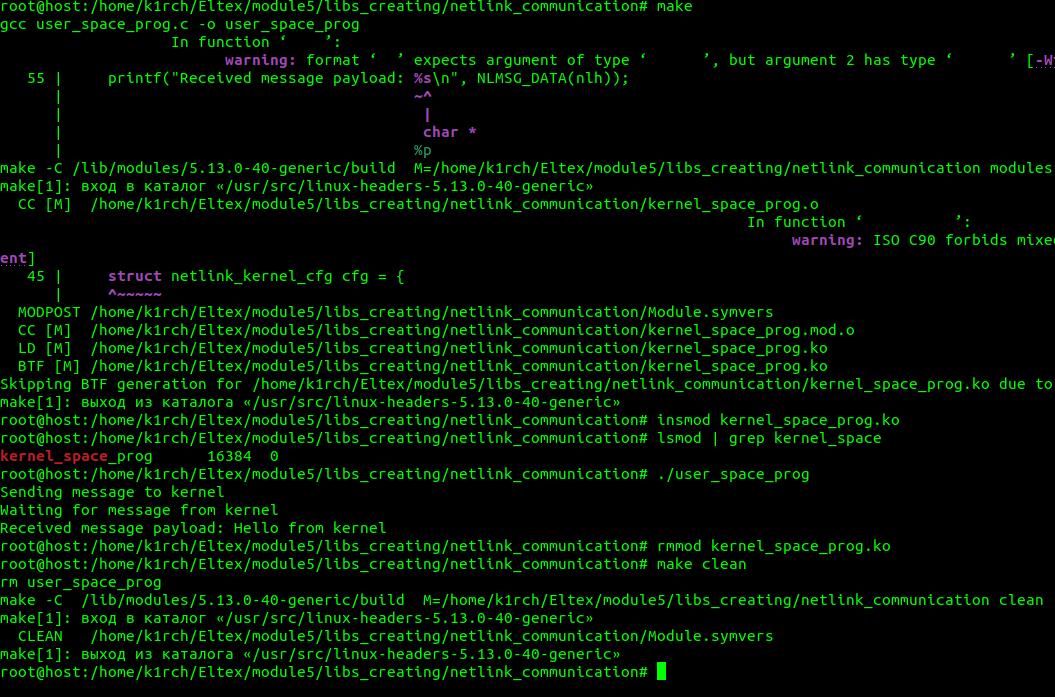 root@host:/home/k1rch/Eltex/module5/libs_creating/netlink_communication# make
gcc user_space_prog.c -o user_space_prog
                   In function ‘    ’:
                         warning: format ‘  ’ expects argument of type ‘      ’, but argument 2 has type ‘      ’ [-W
   55 |     printf("Received message payload: %s\n", NLMSG_DATA(nlh));
      |                                       ~^
      |                                        |
      |                                        char *
      |                                       %p
make -C /lib/modules/5.13.0-40-generic/build  M=/home/k1rch/Eltex/module5/libs_creating/netlink_communication modules
make[1]: вход в каталог «/usr/src/linux-headers-5.13.0-40-generic»
  CC [M]  /home/k1rch/Eltex/module5/libs_creating/netlink_communication/kernel_space_prog.o
                                                                                   In function ‘          ’:
                                                                                        warning: ISO C90 forbids mixe
ent]
   45 |     struct netlink_kernel_cfg cfg = {
      |     ^~~~~~
  MODPOST /home/k1rch/Eltex/module5/libs_creating/netlink_communication/Module.symvers
  CC [M]  /home/k1rch/Eltex/module5/libs_creating/netlink_communication/kernel_space_prog.mod.o
  LD [M]  /home/k1rch/Eltex/module5/libs_creating/netlink_communication/kernel_space_prog.ko
  BTF [M] /home/k1rch/Eltex/module5/libs_creating/netlink_communication/kernel_space_prog.ko
Skipping BTF generation for /home/k1rch/Eltex/module5/libs_creating/netlink_communication/kernel_space_prog.ko due to
make[1]: выход из каталога «/usr/src/linux-headers-5.13.0-40-generic»
root@host:/home/k1rch/Eltex/module5/libs_creating/netlink_communication# insmod kernel_space_prog.ko
root@host:/home/k1rch/Eltex/module5/libs_creating/netlink_communication# lsmod | grep kernel_space
kernel_space_prog      16384  0
root@host:/home/k1rch/Eltex/module5/libs_creating/netlink_communication# ./user_space_prog
Sending message to kernel
Waiting for message from kernel
Received message payload: Hello from kernel
root@host:/home/k1rch/Eltex/module5/libs_creating/netlink_communication# rmmod kernel_space_prog.ko
root@host:/home/k1rch/Eltex/module5/libs_creating/netlink_communication# make clean
rm user_space_prog
make -C  /lib/modules/5.13.0-40-generic/build  M=/home/k1rch/Eltex/module5/libs_creating/netlink_communication clean
make[1]: вход в каталог «/usr/src/linux-headers-5.13.0-40-generic»
  CLEAN   /home/k1rch/Eltex/module5/libs_creating/netlink_communication/Module.symvers
make[1]: выход из каталога «/usr/src/linux-headers-5.13.0-40-generic»
root@host:/home/k1rch/Eltex/module5/libs_creating/netlink_communication#